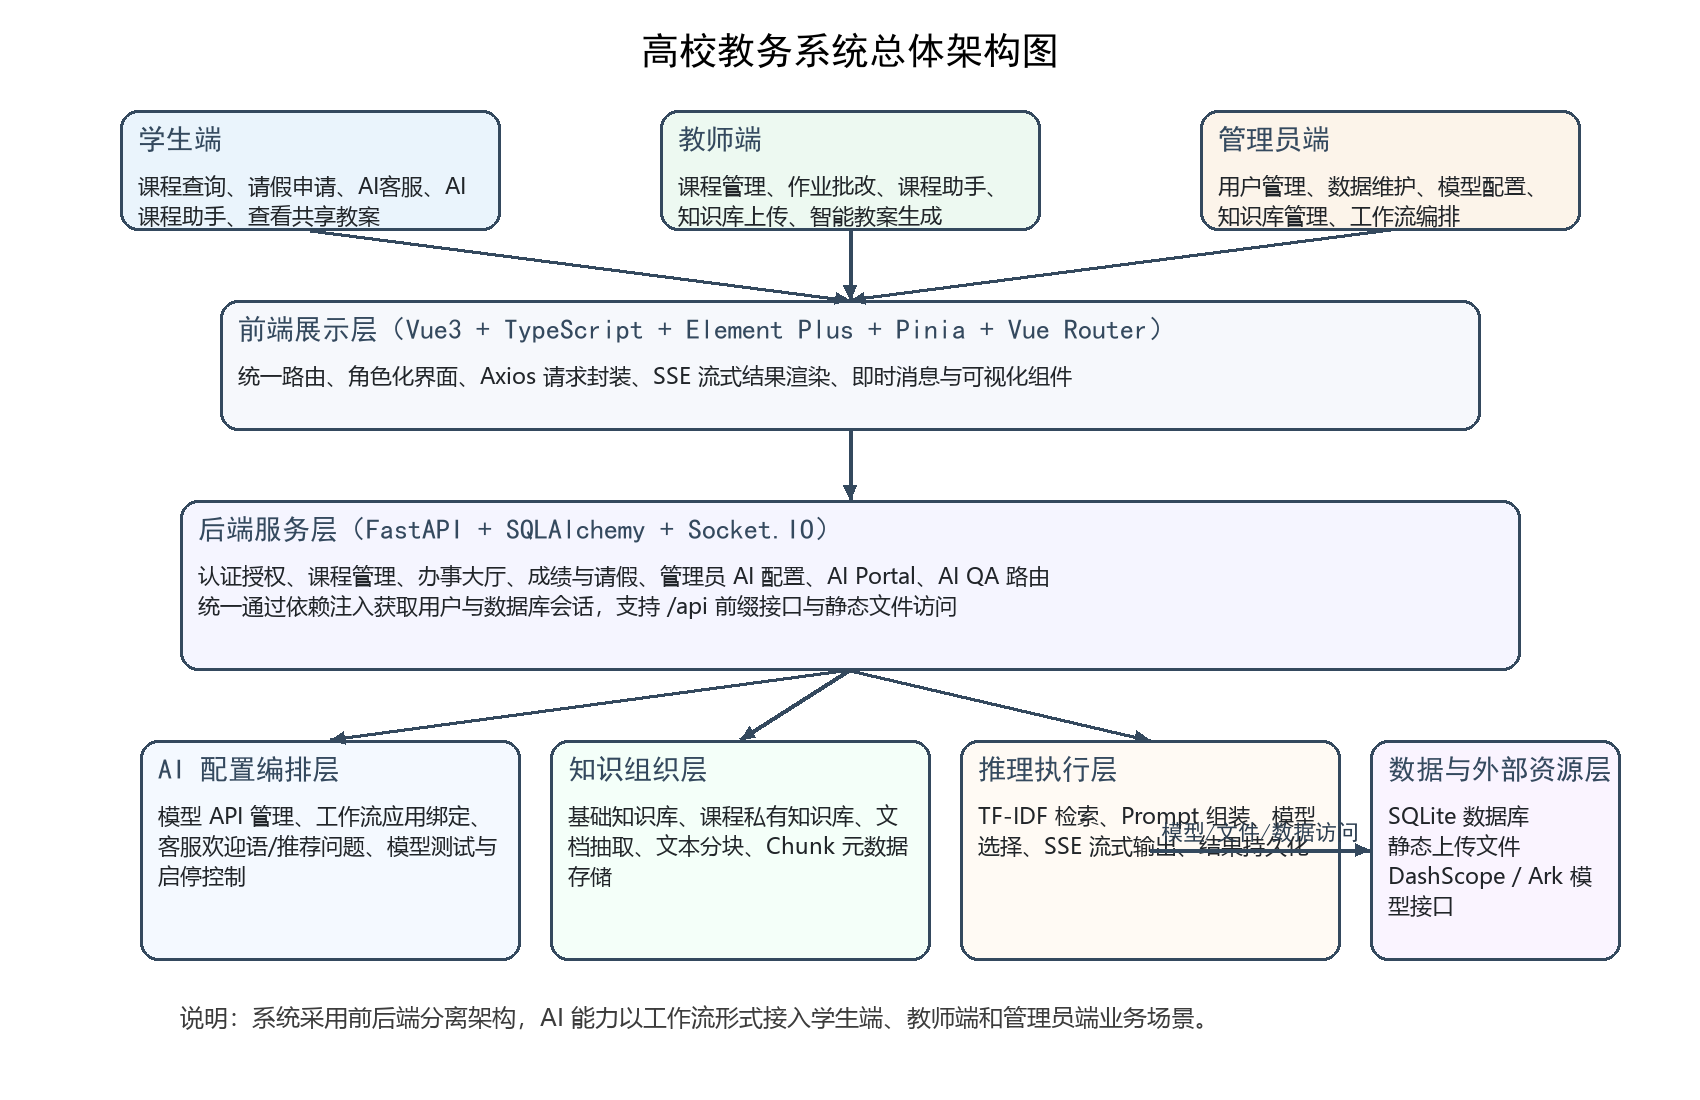 高校教务系统总体架构图
学生端
课程查询、请假申请、AI客服、AI
课程助手、查看共享教案
教师端
课程管理、作业批改、课程助手、
知识库上传、智能教案生成
管理员端
用户管理、数据维护、模型配置、
知识库管理、工作流编排
前端展示层（Vue3 + TypeScript + Element Plus + Pinia + Vue Router）
统一路由、角色化界面、Axios 请求封装、SSE 流式结果渲染、即时消息与可视化组件
后端服务层（FastAPI + SQLAlchemy + Socket.IO）
认证授权、课程管理、办事大厅、成绩与请假、管理员 AI 配置、AI Portal、AI QA 路由
统一通过依赖注入获取用户与数据库会话，支持 /api 前缀接口与静态文件访问
AI 配置编排层
模型 API 管理、工作流应用绑定、
客服欢迎语/推荐问题、模型测试与
启停控制
知识组织层
基础知识库、课程私有知识库、文
档抽取、文本分块、Chunk 元数据
存储
推理执行层
TF-IDF 检索、Prompt 组装、模型
选择、SSE 流式输出、结果持久化
模型/文件/数据访问
数据与外部资源层
SQLite 数据库
静态上传文件
DashScope / Ark 模
型接口
说明：系统采用前后端分离架构，AI 能力以工作流形式接入学生端、教师端和管理员端业务场景。